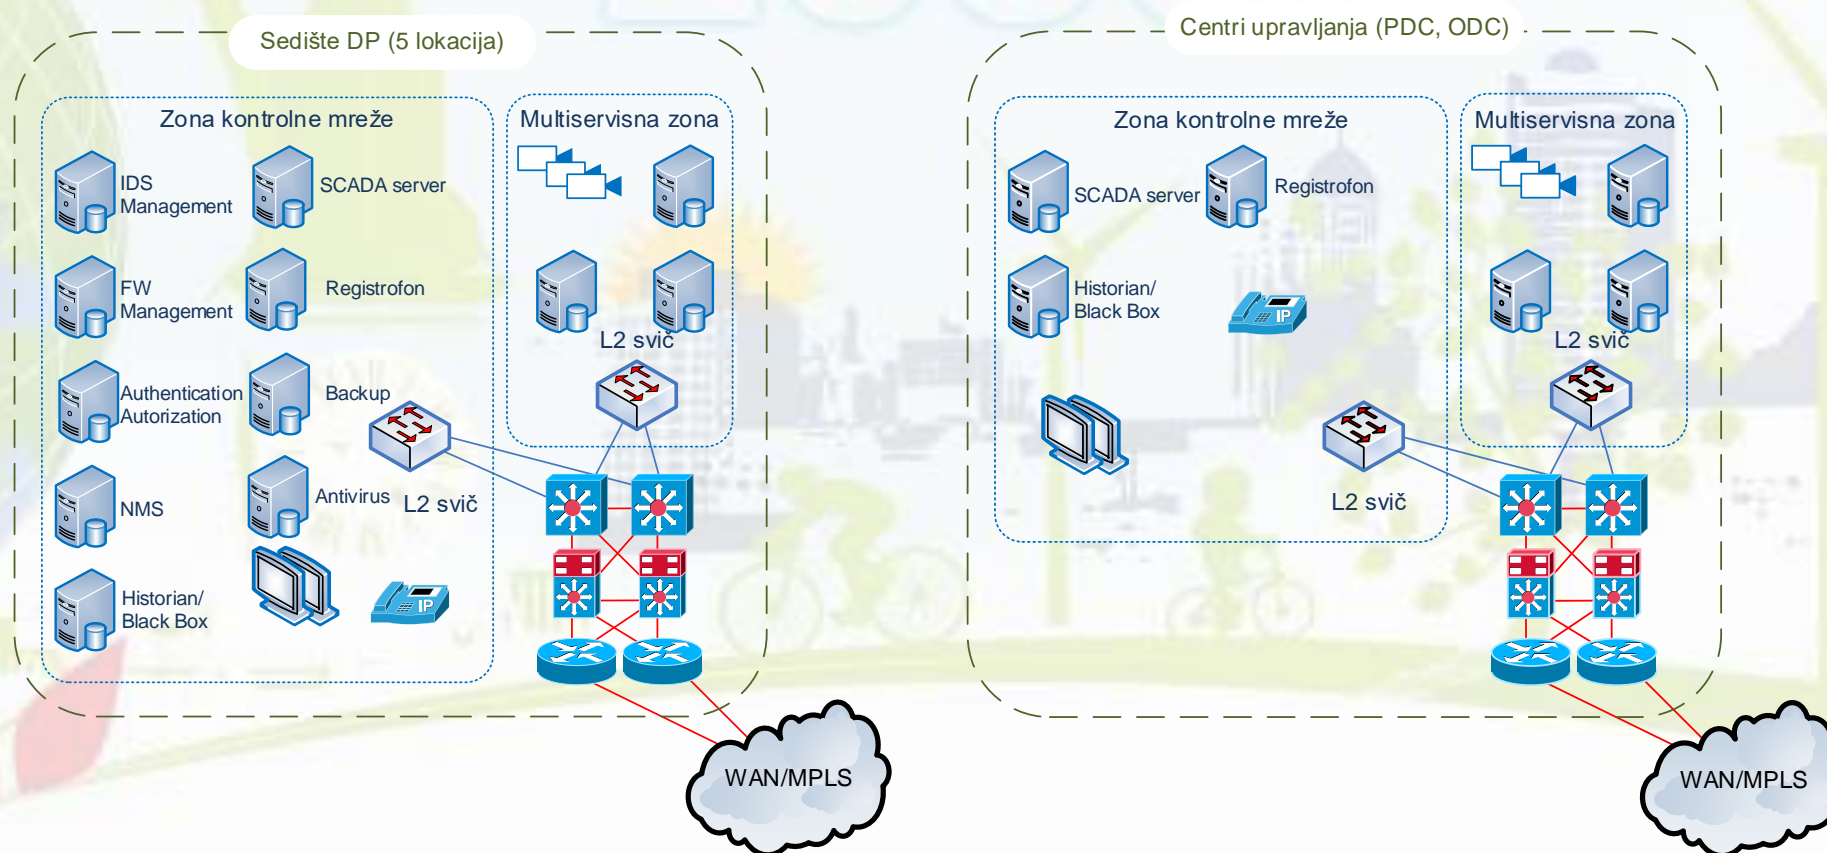 Sedište DP (5 lokacija)
Zona kontrolne mreže
Multiservisna zona
IDS
Management
SCADA server
FW
Management
Registrofon
L2 svič
Authentication
Autorization
Backup
NMS
Antivirus
L2 svič
Historian/
Black Box
IP
WAN/MPLS
Centri upravljanja (PDC, ODC)
Zona kontrolne mreže
Multiservisna zona
SCADA server
Registrofon
Historian/
Black Box
IP
L2 svič
L2 svič
WAN/MPLS